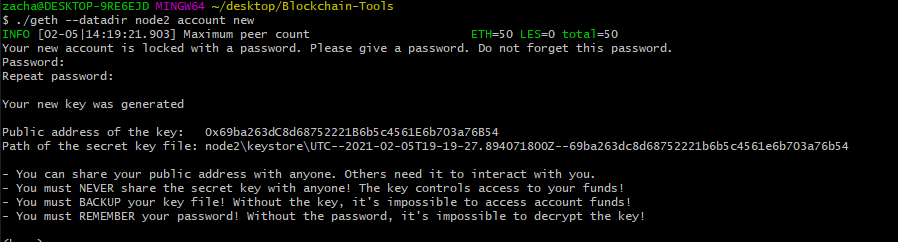 zacha@DESKTOP-9RE6EJD MINGW64 ~/desktop/Blockchain-Tools
$ ./geth --datadir node2 account new
INFO [02-05|14:19:21.903] Maximum peer count                       ETH=50 LES=0 total=50
Your new account is locked with a password. Please give a password. Do not forget this password.
Password:
Repeat password:
Your new key was generated
Public address of the key:   0x69ba263dC8d68752221B6b5c4561E6b703a76B54
Path of the secret key file: node2\keystore\UTC--2021-02-05T19-19-27.894071800Z--69ba263dc8d68752221b6b5c4561e6b703a76b54
- You can share your public address with anyone. Others need it to interact with you.
- You must NEVER share the secret key with anyone! The key controls access to your funds!
- You must BACKUP your key file! Without the key, it's impossible to access account funds!
- You must REMEMBER your password! Without the password, it's impossible to decrypt the key!